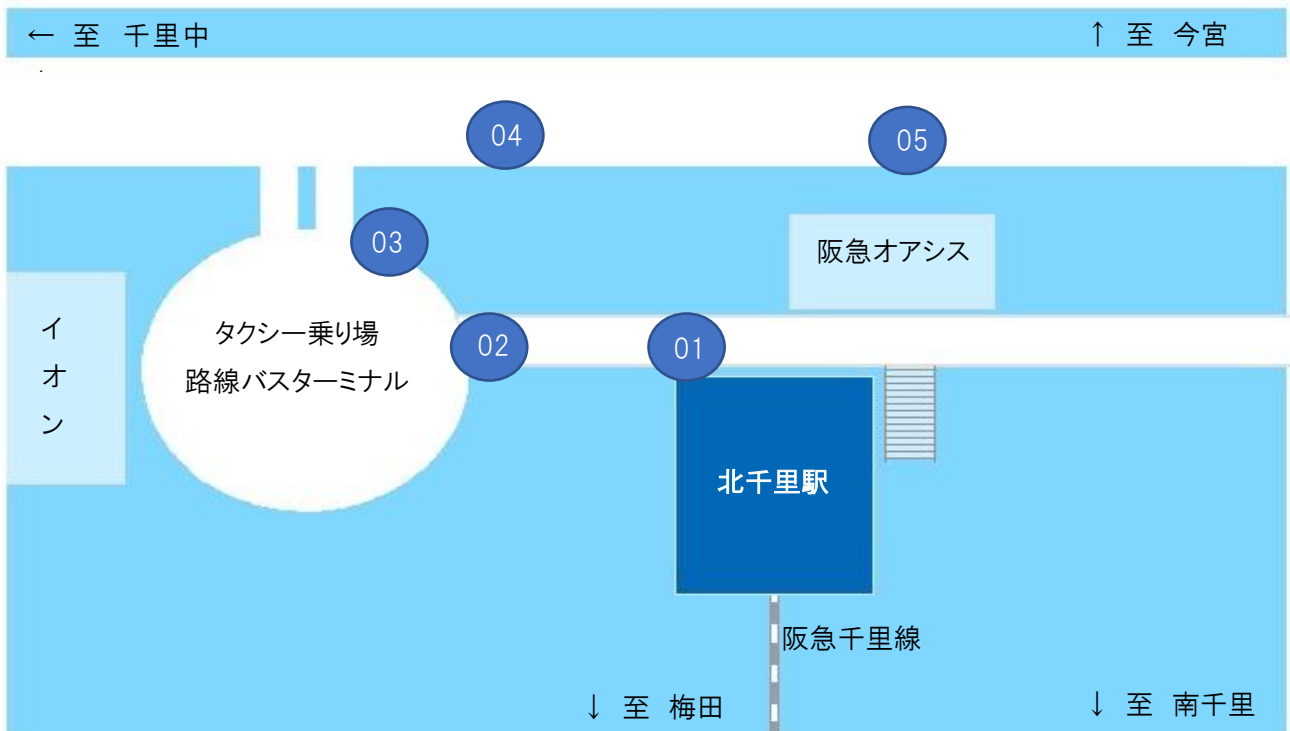 ← 至 千里中
↑ 至 今宮
04
05
03
阪急オアシス
イオン
タクシー乗り場
路線バスターミナル
02
01
北千里駅
阪急千里線
↓ 至 梅田
↓ 至 南千里